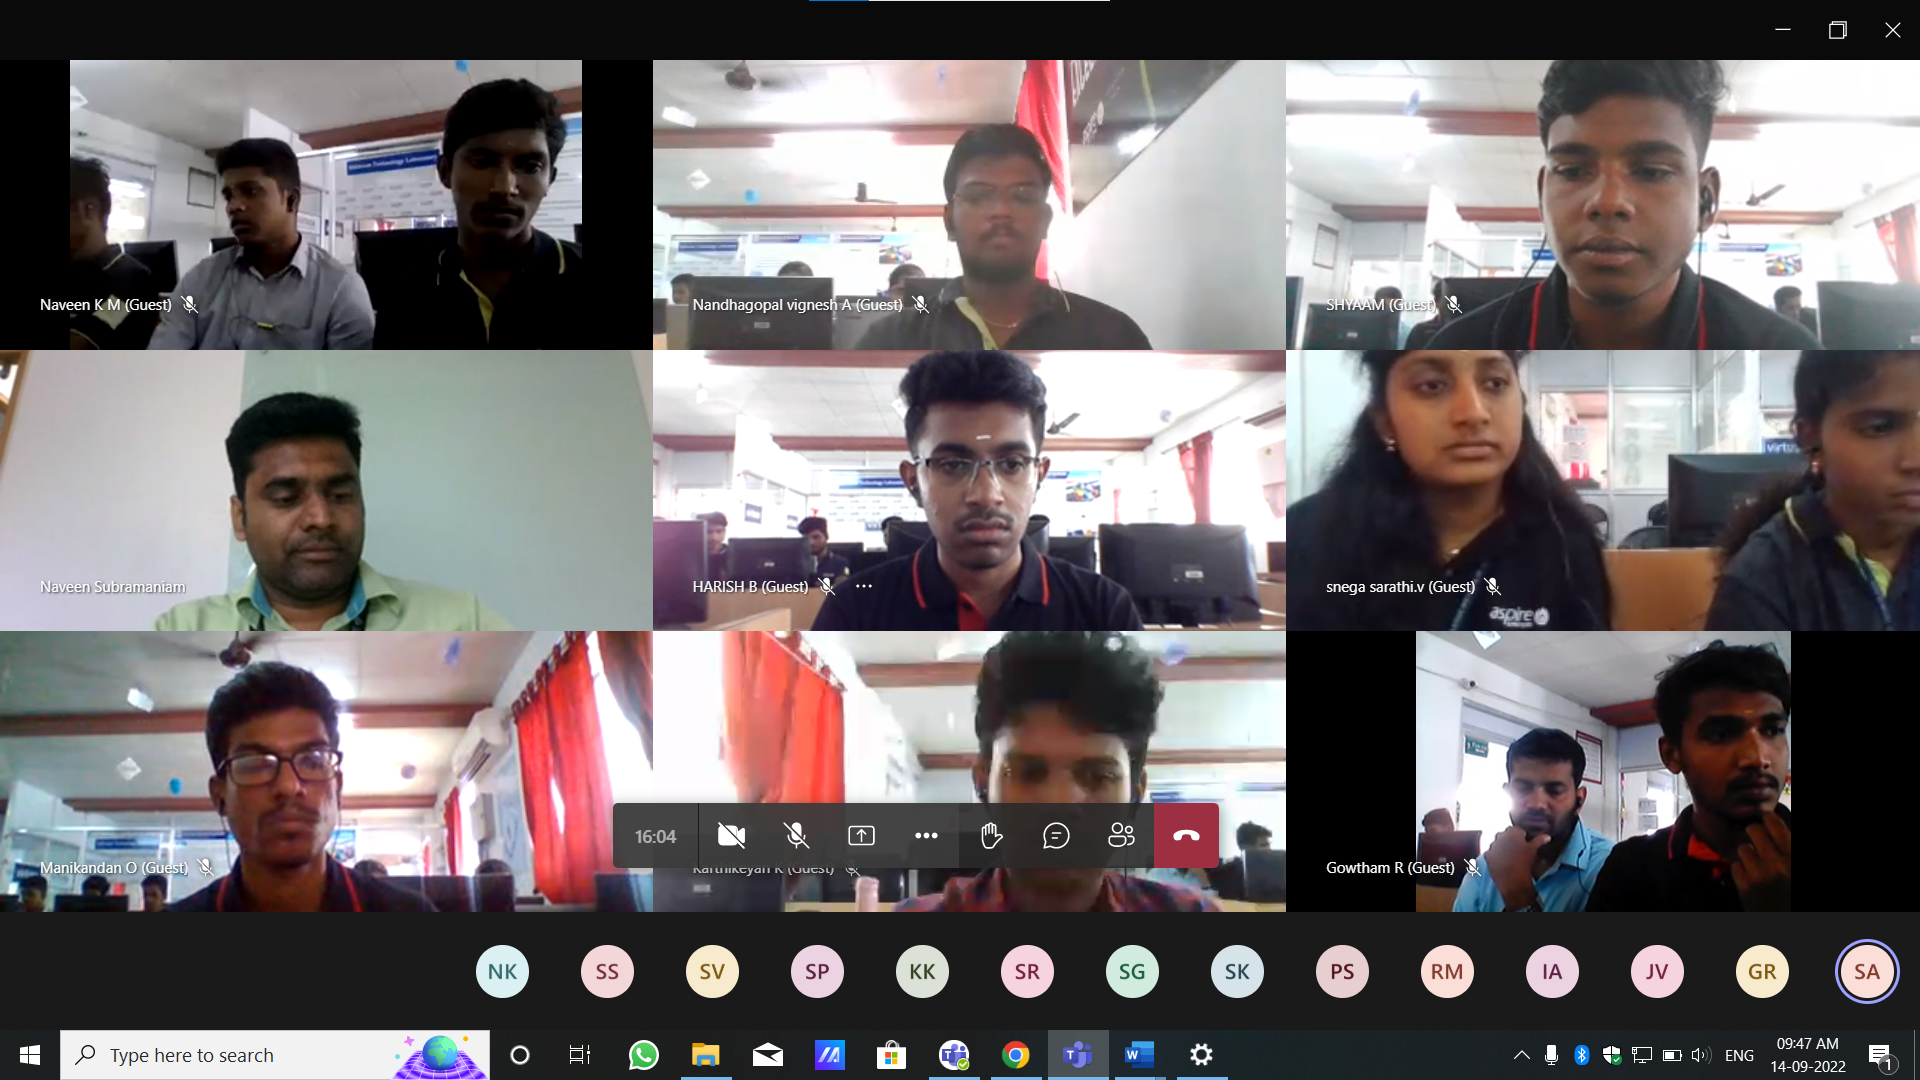 Naveen K M (Guest)
Nandhagopal vignesh A (Guest)
SHYAAM (Guest)
Naveen Subramaniam
HARISH B (Guest)
snega sarathi.v (Guest)
aspire
Manikandan O (Guest)
Karthikeyan K (Guest)
Gowtham R (Guest)
16:04
NK SS SV SP KK SR SG SK PS RM IA JV GR SA
Type here to search
ENG
09:47 AM
14-09-2022
1